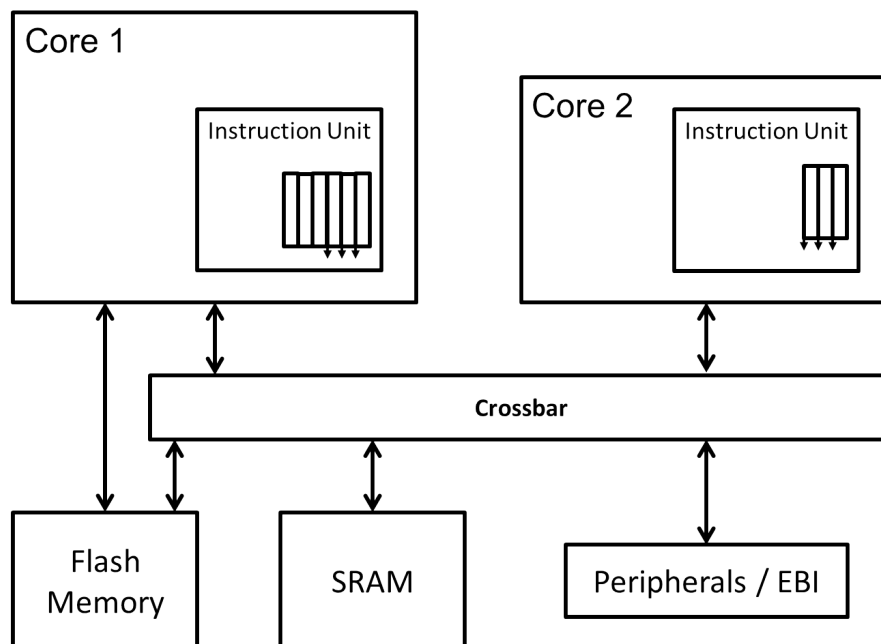 Core 1
Instruction Unit
Core 2
Instruction Unit
Crossbar
Flash
Memory
SRAM
Peripherals / EBI